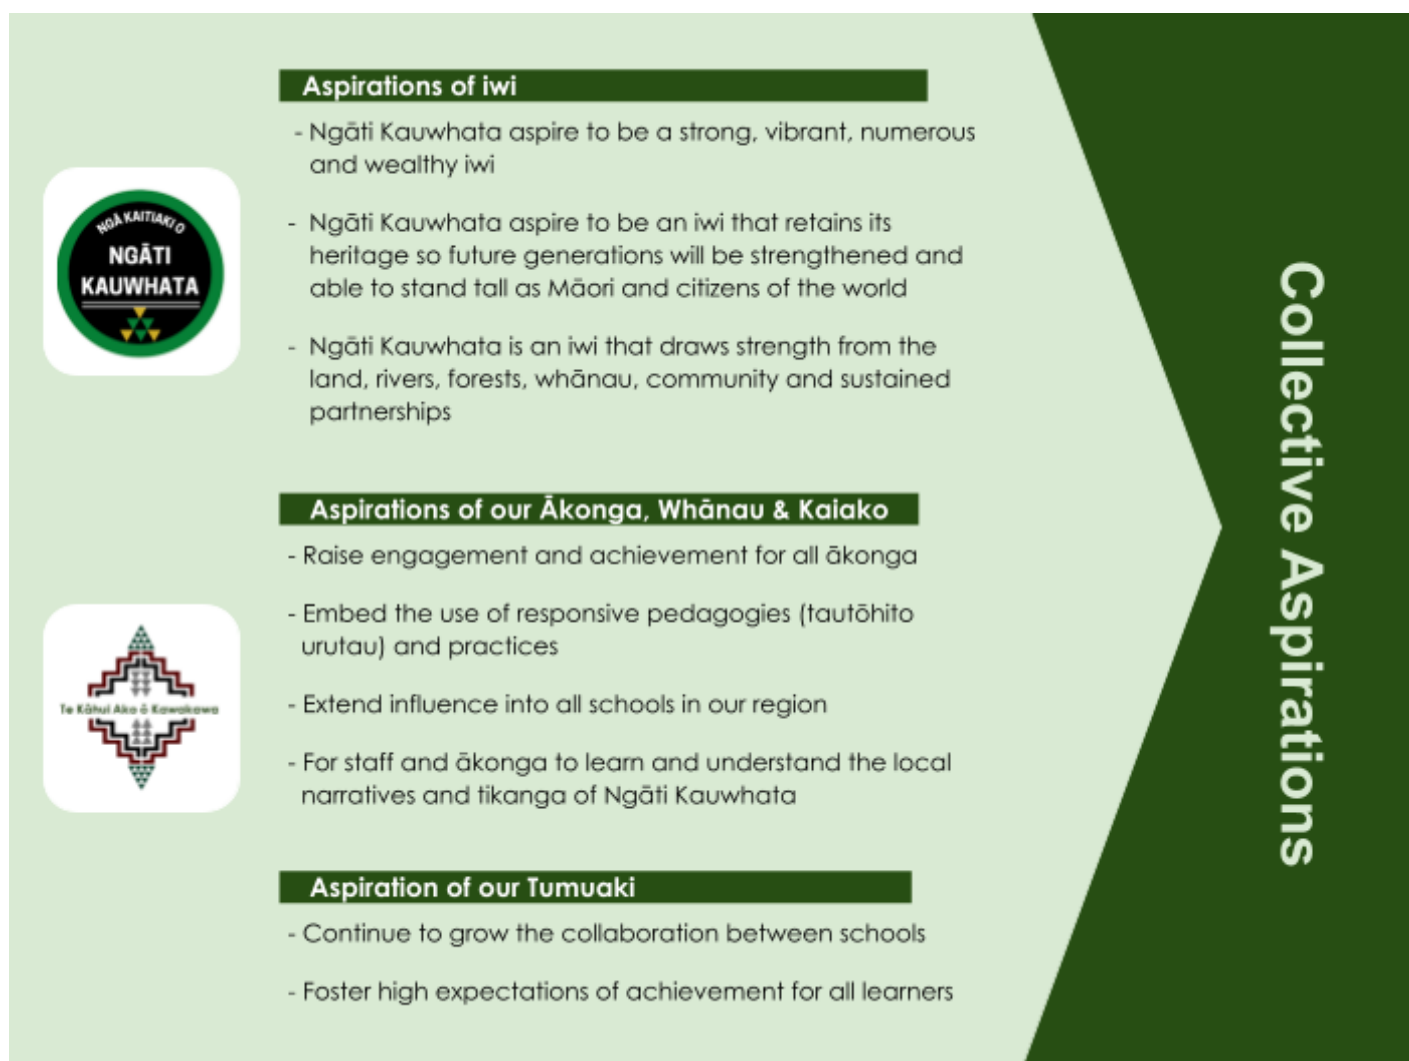 Aspirations of iwi
- Ngāti Kauwhata aspire to be a strong, vibrant, numerous
and wealthy iwi
- Ngāti Kauwhata aspire to be an iwi that retains its
heritage so future generations will be strengthened and
able to stand tall as Māori and citizens of the world
- Ngāti Kauwhata is an iwi that draws strength from the
land, rivers, forests, whānau, community and sustained
partnerships
NGĀ KAITIAKI O
NGĀTI
KAUWHATA
Aspirations of our Ākonga, Whānau & Kaiako
- Raise engagement and achievement for all ākonga
- Embed the use of responsive pedagogies (tautōhito
urutau) and practices
- Extend influence into all schools in our region
- For staff and ākonga to learn and understand the local
narratives and tikanga of Ngāti Kauwhata
Te Kāhui Ako ō Kawakawa
Aspiration of our Tumuaki
- Continue to grow the collaboration between schools
- Foster high expectations of achievement for all learners
Collective Aspirations